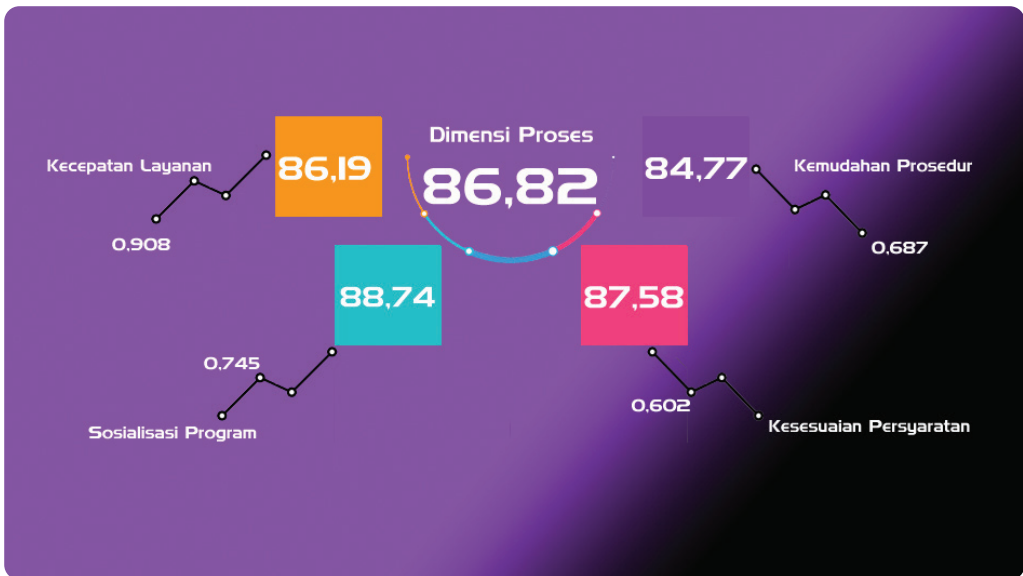 Dimensi Proses
86,82
Kecepatan Layanan
86,19
0,908
84,77
Kemudahan Prosedur
0,687
88,74
0,745
Sosialisasi Program
87,58
0,602
Kesesuaian Persyaratan